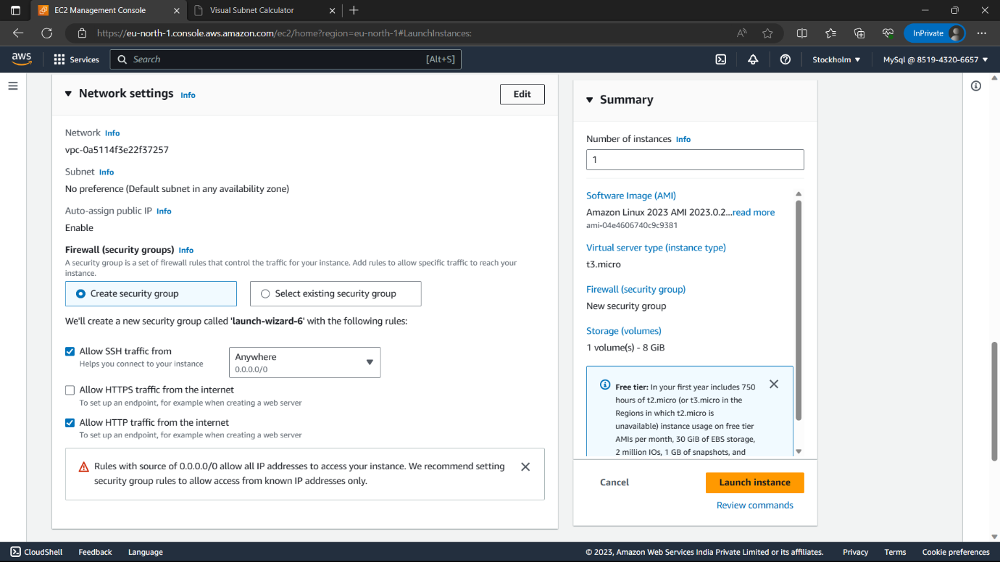 EC2 Management Console
Visual Subnet Calculator
https://eu-north-1.console.aws.amazon.com/ec2/home?region=eu-north-1#LaunchInstances:
InPrivate
aws
Services
Search
[Alt+S]
Stockholm
MySql @ 8519-4320-6657
Network settings Info
Edit
Network Info
vpc-0a5114f3e22f37257
Subnet Info
No preference (Default subnet in any availability zone)
Auto-assign public IP Info
Enable
Firewall (security groups) Info
A security group is a set of firewall rules that control the traffic for your instance. Add rules to allow specific traffic to reach your
instance.
Create security group
Select existing security group
We'll create a new security group called 'launch-wizard-6' with the following rules:
Allow SSH traffic from
Helps you connect to your instance
Anywhere
0.0.0.0/0
Allow HTTPS traffic from the internet
To set up an endpoint, for example when creating a web server
Allow HTTP traffic from the internet
To set up an endpoint, for example when creating a web server
Rules with source of 0.0.0.0/0 allow all IP addresses to access your instance. We recommend setting
security group rules to allow access from known IP addresses only.
Summary
Number of instances Info
1
Software Image (AMI)
Amazon Linux 2023 AMI 2023.0.2...read more
ami-04e4606740c9c9381
Virtual server type (instance type)
t3.micro
Firewall (security group)
New security group
Storage (volumes)
1 volume(s) - 8 GiB
Free tier: In your first year includes 750
hours of t2.micro (or t3.micro in the
Regions in which t2.micro is
unavailable) instance usage on free tier
AMIs per month, 30 GiB of EBS storage,
2 million IOs, 1 GB of snapshots, and
Cancel
Launch instance
Review commands
CloudShell
Feedback
Language
© 2023, Amazon Web Services India Private Limited or its affiliates.
Privacy
Terms
Cookie preferences